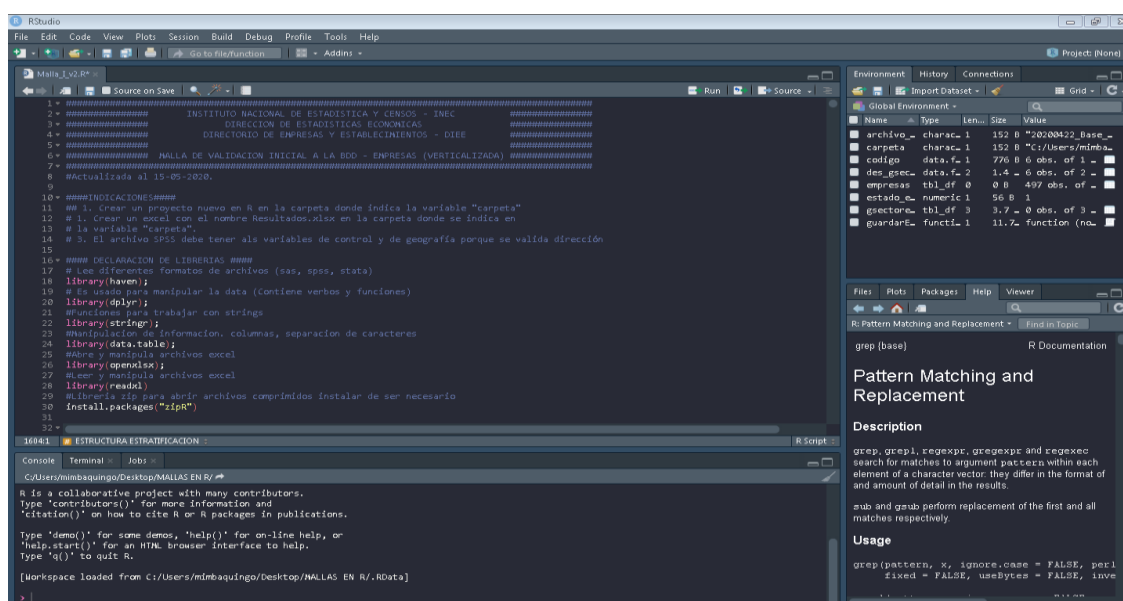 RStudio
File Edit Code View Plots Session Build Debug Profile Tools Help
Go to file/function Addins Project: (None)
Malla_I_v2.R*
Source on Save Run Source
1 ################################################
2 ################ INSTITUTO NACIONAL DE ESTADISTICA Y CENSOS - INEC ################
3 ################ DIRECCION DE ESTADISTICAS ECONOMICAS ################
4 ################ DIRECTORIO DE EMPRESAS Y ESTABLECIMIENTOS - DIEE ################
5 ################ ################
6 ################ MALLA DE VALIDACION INICIAL A LA BDD - EMPRESAS (VERTICALIZADA) ################
7 ################################################
8 #Actualizada al 15-05-2020.
9
10 ####INDICACIONES####
11 ## 1. Crear un proyecto nuevo en R en la carpeta donde indica la variable "carpeta"
12 # 1. Crear un excel con el nombre Resultados.xlsx en la carpeta donde se indica en
13 # la variable "carpeta".
14 # 3. El archivo SPSS debe tener als variables de control y de geografía porque se valida dirección
15
16 #### DECLARACION DE LIBRERIAS ####
17 # Lee diferentes formatos de archivos (sas, spss, stata)
18 library(haven);
19 # Es usado para manipular la data (Contiene verbos y funciones)
20 library(dplyr);
21 #Funciones para trabajar con strings
22 library(stringr);
23 #Manipulacion de informacion. columnas, separacion de caracteres
24 library(data.table);
25 #Abre y manipula archivos excel
26 library(openxlsx);
27 #Leer y manipula archivos excel
28 library(readxl)
29 #Librería zip para abrir archivos comprimidos instalar de ser necesario
30 install.packages("zipR")
31
32
1604:1 # ESTRUCTURA ESTRATIFICACION R Script
Console Terminal Jobs
C:/Users/mimbaquingo/Desktop/MALLAS EN R/
R is a collaborative project with many contributors.
Type 'contributors()' for more information and
'citation()' on how to cite R or R packages in publications.
Type 'demo()' for some demos, 'help()' for on-line help, or
'help.start()' for an HTML browser interface to help.
Type 'q()' to quit R.
[Workspace loaded from C:/Users/mimbaquingo/Desktop/MALLAS EN R/.RData]
>
Environment History Connections
Import Dataset Grid
Global Environment
Name Type Len… Size Value
archivo_… charac… 1 152 B "20200422_Base_…
carpeta charac… 1 152 B "C:/Users/mimba…
codigo data.f… 1 776 B 6 obs. of 1 …
des_gsec… data.f… 2 1.4 … 6 obs. of 2 …
empresas tbl_df 0 0 B 497 obs. of …
estado_e… numeric 1 56 B 1
gsectore… tbl_df 3 3.7 … 0 obs. of 3 …
guardarE… functi… 1 11.7… function (no…
Files Plots Packages Help Viewer
R: Pattern Matching and Replacement Find in Topic
grep {base} R Documentation
Pattern Matching and
Replacement
Description
grep, grepl, regexpr, gregexpr and regexec
search for matches to argument pattern within each
element of a character vector: they differ in the format of
and amount of detail in the results.
sub and gsub perform replacement of the first and all
matches respectively.
Usage
grep(pattern, x, ignore.case = FALSE, perl
fixed = FALSE, useBytes = FALSE, inve